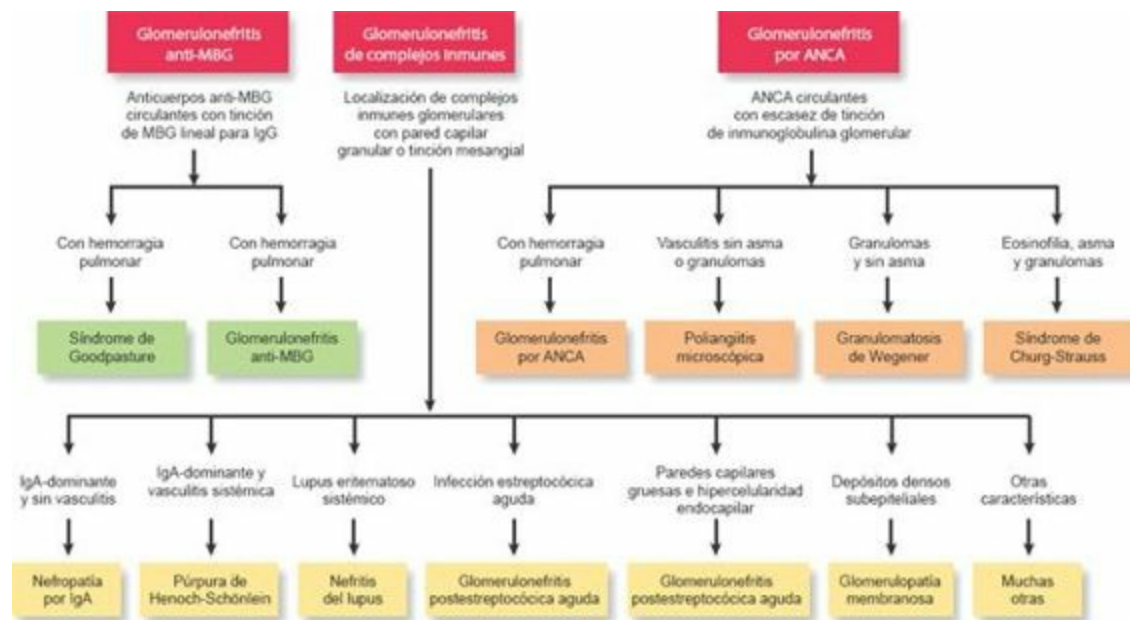 Glomerulonefritis
anti-MBG
Glomerulonefritis
de complejos inmunes
Glomerulonefritis
por ANCA
Anticuerpos anti-MBG
circulantes con tinción
de MBG lineal para IgG
Localización de complejos
inmunes glomerulares
con pared capilar
granular o tinción mesangial
ANCA circulantes
con escasez de tinción
de inmunoglobulina glomerular
Con hemorragia
pulmonar
Con hemorragia
pulmonar
Con hemorragia
pulmonar
Vasculitis sin asma
o granulomas
Granulomas
y sin asma
Eosinofilia, asma
y granulomas
Síndrome de
Goodpasture
Glomerulonefritis
anti-MBG
Glomerulonefritis
por ANCA
Poliangiitis
microscópica
Granulomatosis
de Wegener
Síndrome de
Churg-Strauss
IgA-dominante
y sin vasculitis
IgA-dominante y
vasculitis sistémica
Lupus eritematoso
sistémico
Infección estreptocócica
aguda
Paredes capilares
gruesas e hipercelularidad
endocapilar
Depósitos densos
subepiteliales
Otras
características
Nefropatía
por IgA
Púrpura de
Henoch-Schönlein
Nefritis
del lupus
Glomerulonefritis
postestreptocócica aguda
Glomerulonefritis
postestreptocócica aguda
Glomerulopatía
membranosa
Muchas
otras